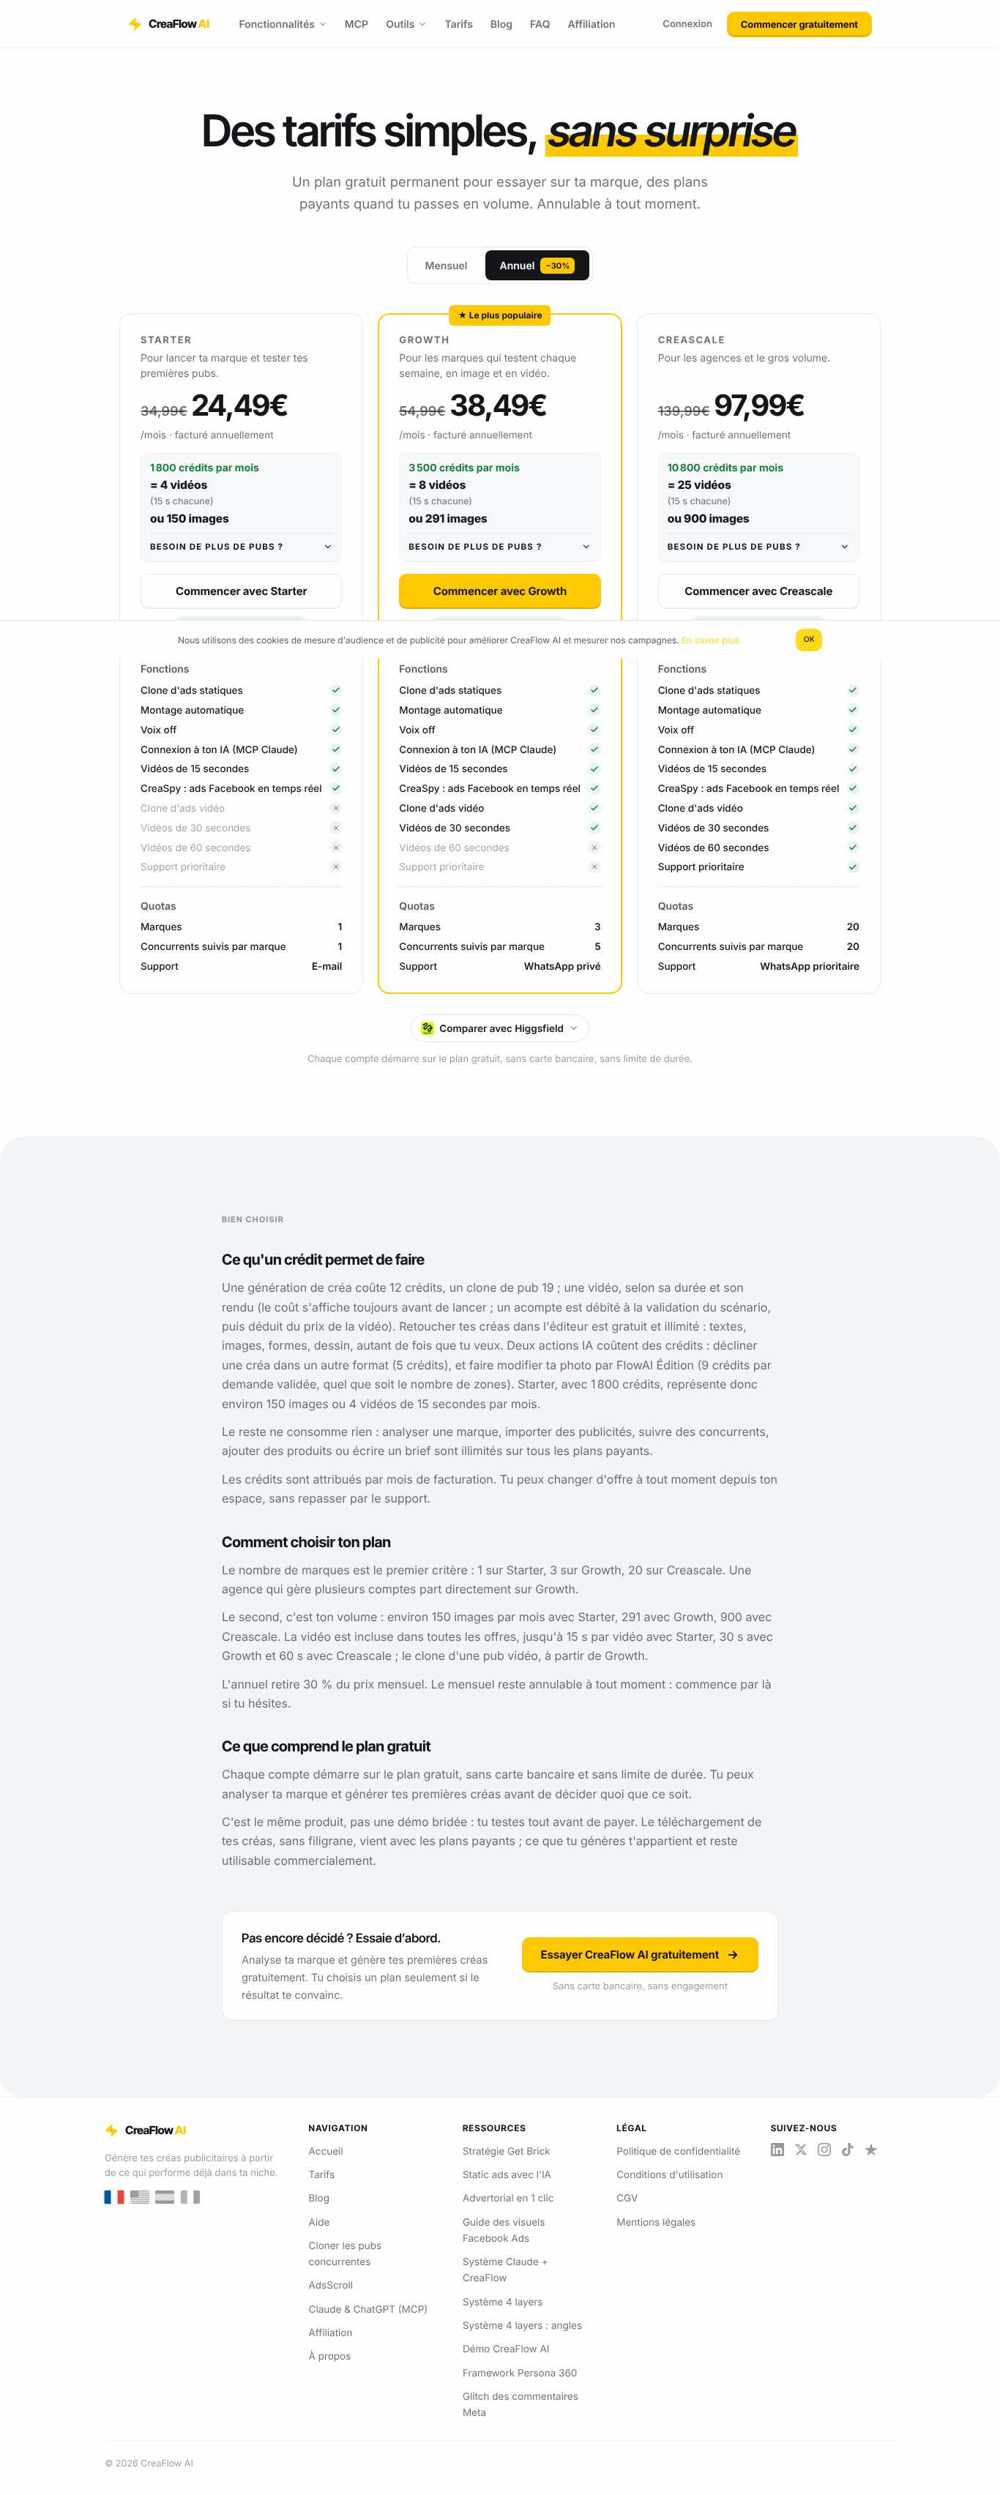 CreaFlow AI
Fonctionnalités
MCP
Outils
Tarifs
Blog
FAQ
Affiliation
Connexion
Commencer gratuitement
Des tarifs simples, sans surprise
Un plan gratuit permanent pour essayer sur ta marque, des plans
payants quand tu passes en volume. Annulable à tout moment.
Mensuel
Annuel −30%
★ Le plus populaire
STARTER
Pour lancer ta marque et tester tes
premières pubs.
34,99€ 24,49€
/mois · facturé annuellement
1 800 crédits par mois
= 4 vidéos
(15 s chacune)
ou 150 images
BESOIN DE PLUS DE PUBS ?
Commencer avec Starter
GROWTH
Pour les marques qui testent chaque
semaine, en image et en vidéo.
54,99€ 38,49€
/mois · facturé annuellement
3 500 crédits par mois
= 8 vidéos
(15 s chacune)
ou 291 images
BESOIN DE PLUS DE PUBS ?
Commencer avec Growth
CREASCALE
Pour les agences et le gros volume.
139,99€ 97,99€
/mois · facturé annuellement
10 800 crédits par mois
= 25 vidéos
(15 s chacune)
ou 900 images
BESOIN DE PLUS DE PUBS ?
Commencer avec Creascale
Nous utilisons des cookies de mesure d'audience et de publicité pour améliorer CreaFlow AI et mesurer nos campagnes. En savoir plus
OK
Fonctions
Clone d'ads statiques
Montage automatique
Voix off
Connexion à ton IA (MCP Claude)
Vidéos de 15 secondes
CreaSpy : ads Facebook en temps réel
Clone d'ads vidéo
Vidéos de 30 secondes
Vidéos de 60 secondes
Support prioritaire
Quotas
Marques 1
Concurrents suivis par marque 1
Support E-mail
Fonctions
Clone d'ads statiques
Montage automatique
Voix off
Connexion à ton IA (MCP Claude)
Vidéos de 15 secondes
CreaSpy : ads Facebook en temps réel
Clone d'ads vidéo
Vidéos de 30 secondes
Vidéos de 60 secondes
Support prioritaire
Quotas
Marques 3
Concurrents suivis par marque 5
Support WhatsApp privé
Fonctions
Clone d'ads statiques
Montage automatique
Voix off
Connexion à ton IA (MCP Claude)
Vidéos de 15 secondes
CreaSpy : ads Facebook en temps réel
Clone d'ads vidéo
Vidéos de 30 secondes
Vidéos de 60 secondes
Support prioritaire
Quotas
Marques 20
Concurrents suivis par marque 20
Support WhatsApp prioritaire
Comparer avec Higgsfield
Chaque compte démarre sur le plan gratuit, sans carte bancaire, sans limite de durée.
BIEN CHOISIR
Ce qu'un crédit permet de faire
Une génération de créa coûte 12 crédits, un clone de pub 19 ; une vidéo, selon sa durée et son
rendu (le coût s'affiche toujours avant de lancer ; un acompte est débité à la validation du scénario,
puis déduit du prix de la vidéo). Retoucher tes créas dans l'éditeur est gratuit et illimité : textes,
images, formes, dessin, autant de fois que tu veux. Deux actions IA coûtent des crédits : décliner
une créa dans un autre format (5 crédits), et faire modifier ta photo par FlowAI Édition (9 crédits par
demande validée, quel que soit le nombre de zones). Starter, avec 1 800 crédits, représente donc
environ 150 images ou 4 vidéos de 15 secondes par mois.
Le reste ne consomme rien : analyser une marque, importer des publicités, suivre des concurrents,
ajouter des produits ou écrire un brief sont illimités sur tous les plans payants.
Les crédits sont attribués par mois de facturation. Tu peux changer d'offre à tout moment depuis ton
espace, sans repasser par le support.
Comment choisir ton plan
Le nombre de marques est le premier critère : 1 sur Starter, 3 sur Growth, 20 sur Creascale. Une
agence qui gère plusieurs comptes part directement sur Growth.
Le second, c'est ton volume : environ 150 images par mois avec Starter, 291 avec Growth, 900 avec
Creascale. La vidéo est incluse dans toutes les offres, jusqu'à 15 s par vidéo avec Starter, 30 s avec
Growth et 60 s avec Creascale ; le clone d'une pub vidéo, à partir de Growth.
L'annuel retire 30 % du prix mensuel. Le mensuel reste annulable à tout moment : commence par là
si tu hésites.
Ce que comprend le plan gratuit
Chaque compte démarre sur le plan gratuit, sans carte bancaire et sans limite de durée. Tu peux
analyser ta marque et générer tes premières créas avant de décider quoi que ce soit.
C'est le même produit, pas une démo bridée : tu testes tout avant de payer. Le téléchargement de
tes créas, sans filigrane, vient avec les plans payants ; ce que tu génères t'appartient et reste
utilisable commercialement.
Pas encore décidé ? Essaie d'abord.
Analyse ta marque et génère tes premières créas
gratuitement. Tu choisis un plan seulement si le
résultat te convainc.
Essayer CreaFlow AI gratuitement →
Sans carte bancaire, sans engagement
CreaFlow AI
Génère tes créas publicitaires à partir
de ce qui performe déjà dans ta niche.
NAVIGATION
Accueil
Tarifs
Blog
Aide
Cloner les pubs
concurrentes
AdsScroll
Claude & ChatGPT (MCP)
Affiliation
À propos
RESSOURCES
Stratégie Get Brick
Static ads avec l'IA
Advertorial en 1 clic
Guide des visuels
Facebook Ads
Système Claude +
CreaFlow
Système 4 layers
Système 4 layers : angles
Démo CreaFlow AI
Framework Persona 360
Glitch des commentaires
Meta
LÉGAL
Politique de confidentialité
Conditions d'utilisation
CGV
Mentions légales
SUIVEZ-NOUS
© 2026 CreaFlow AI